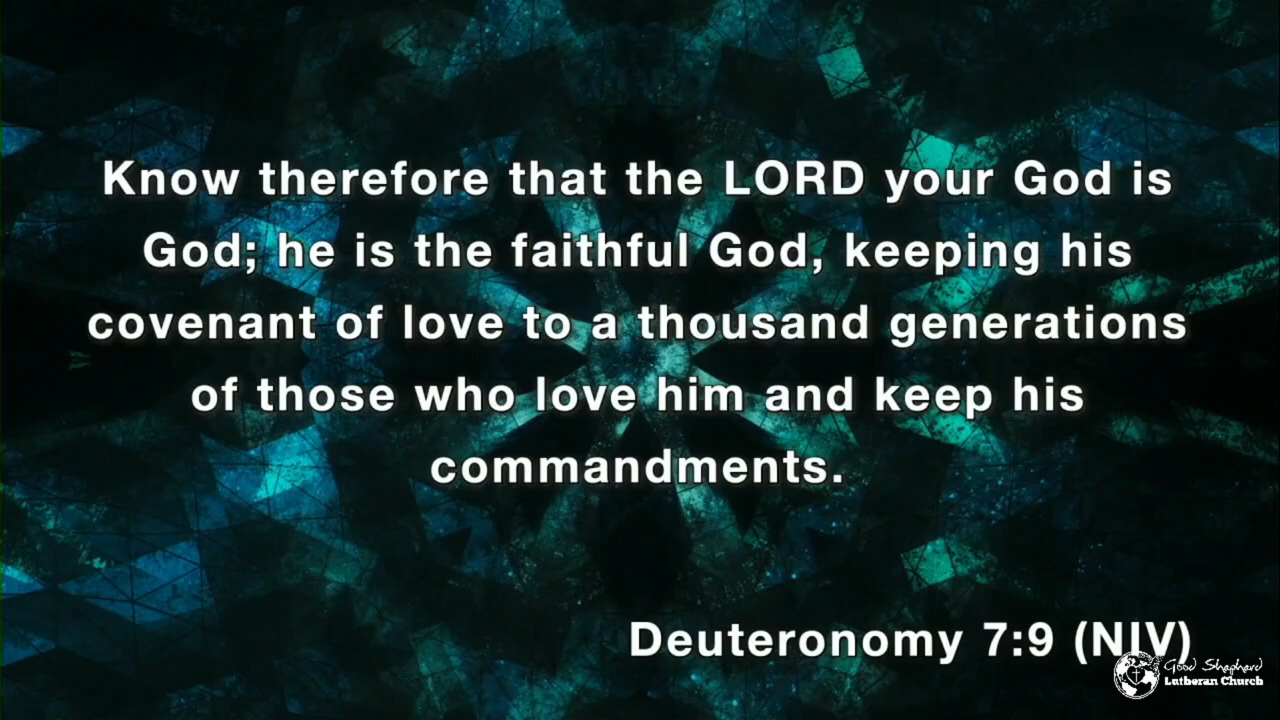 Know therefore that the LORD your God is
God; he is the faithful God, keeping his
covenant of love to a thousand generations
of those who love him and keep his
commandments.
Deuteronomy 7:9 (NIV)
Good Shepherd
Lutheran Church